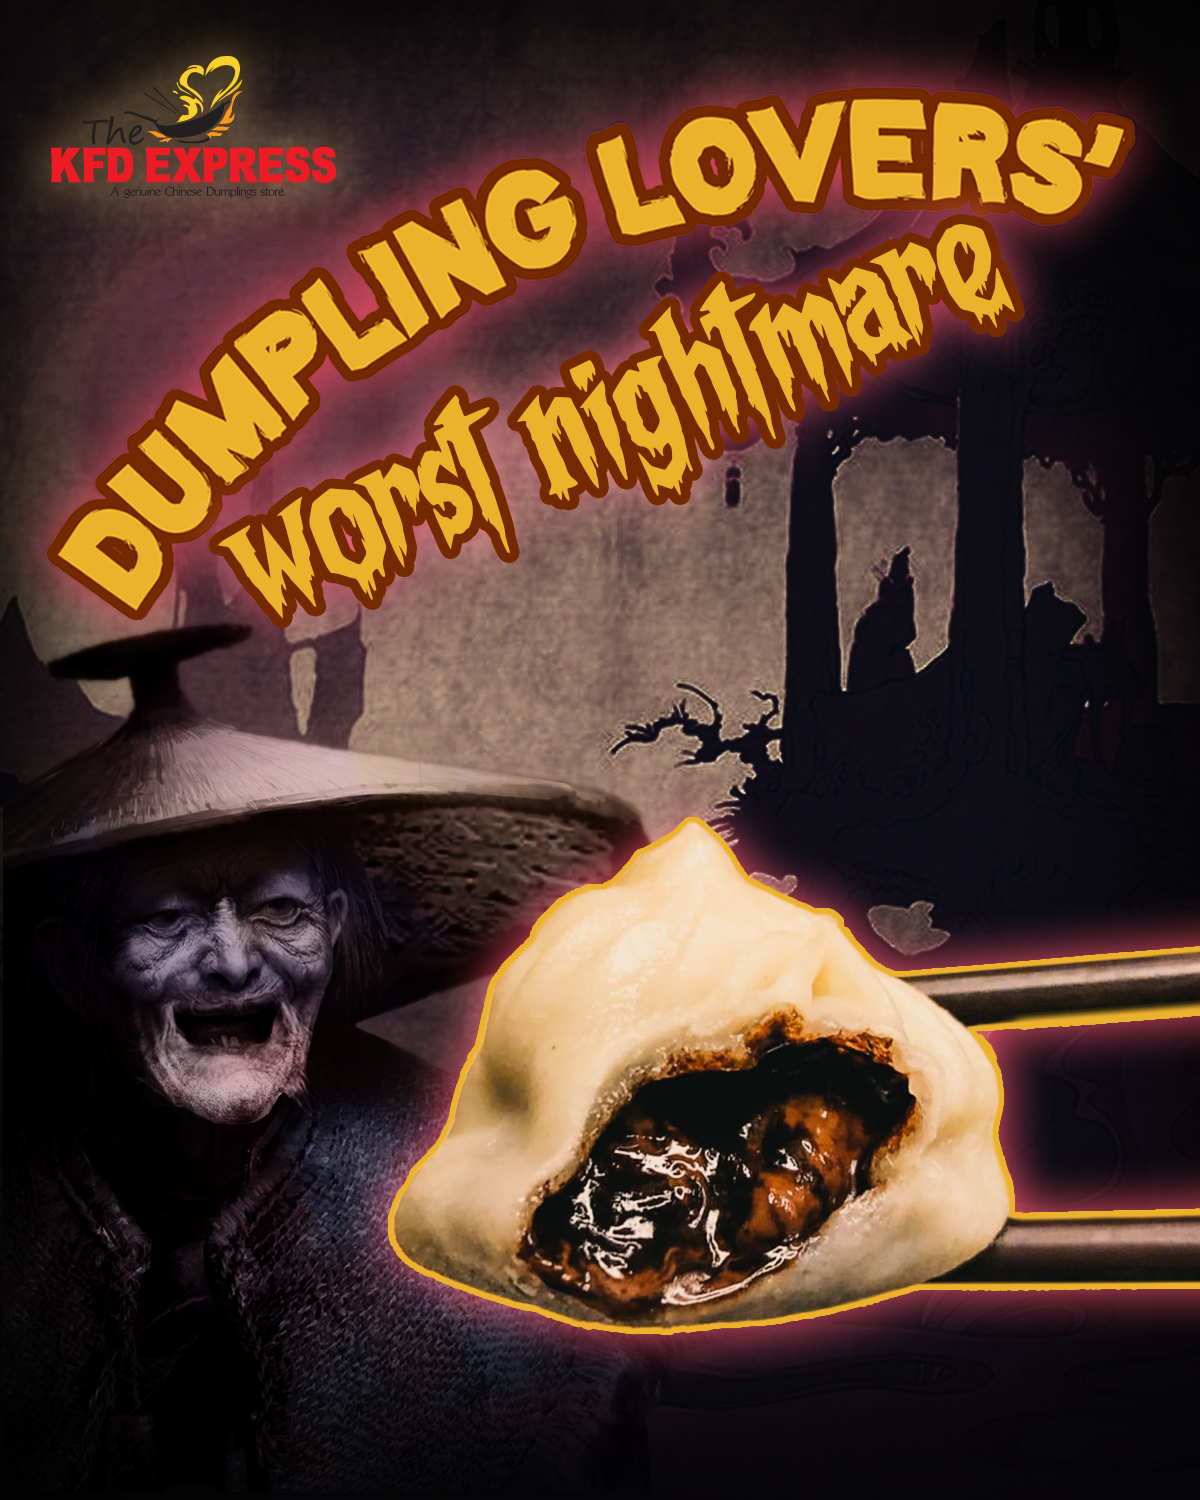 The
KFD EXPRESS
A genuine Chinese Dumplings store.
DUMPLING LOVERS'
worst nightmare